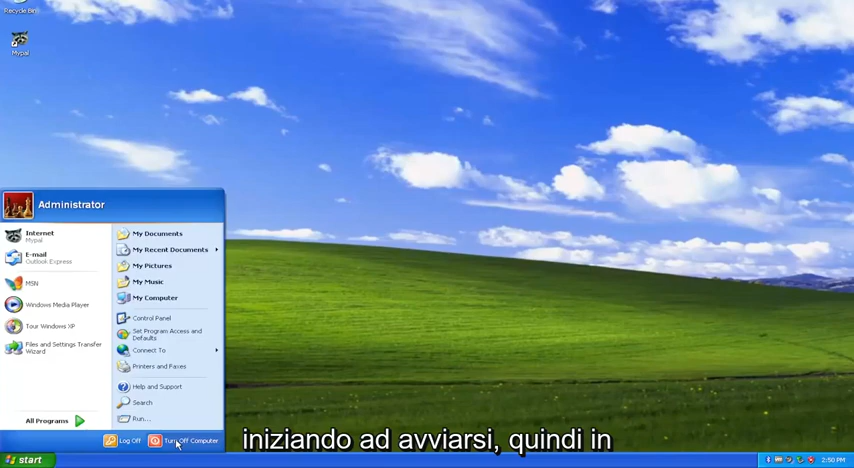 Recycle Bin
Mypal
Administrator
Internet
Mypal
E-mail
Outlook Express
MSN
Windows Media Player
Tour Windows XP
Files and Settings Transfer
Wizard
All Programs
My Documents
My Recent Documents
My Pictures
My Music
My Computer
Control Panel
Set Program Access and
Defaults
Connect To
Printers and Faxes
Help and Support
Search
Run...
Log Off
Turn Off Computer
iniziando ad avviarsi, quindi in
start
2:50 PM